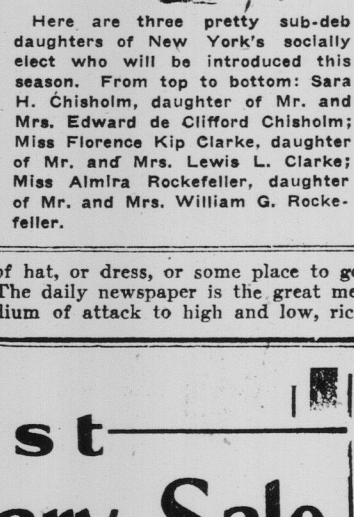 Here are three pretty sub-deb
daughters of New York's socially
elect who will be introduced this
season. From top to bottom: Sara
H. Chisholm, daughter of Mr. and
Mrs. Edward de Clifford Chisholm;
Miss Florence Kip Clarke, daughter
of Mr. and Mrs. Lewis L. Clarke;
Miss Almira Rockefeller, daughter
of Mr. and Mrs. William G. Rocke-
feller.
of hat, or dress, or some place to go
The daily newspaper is the great me
dium of attack to high and low, ric
st
Sale